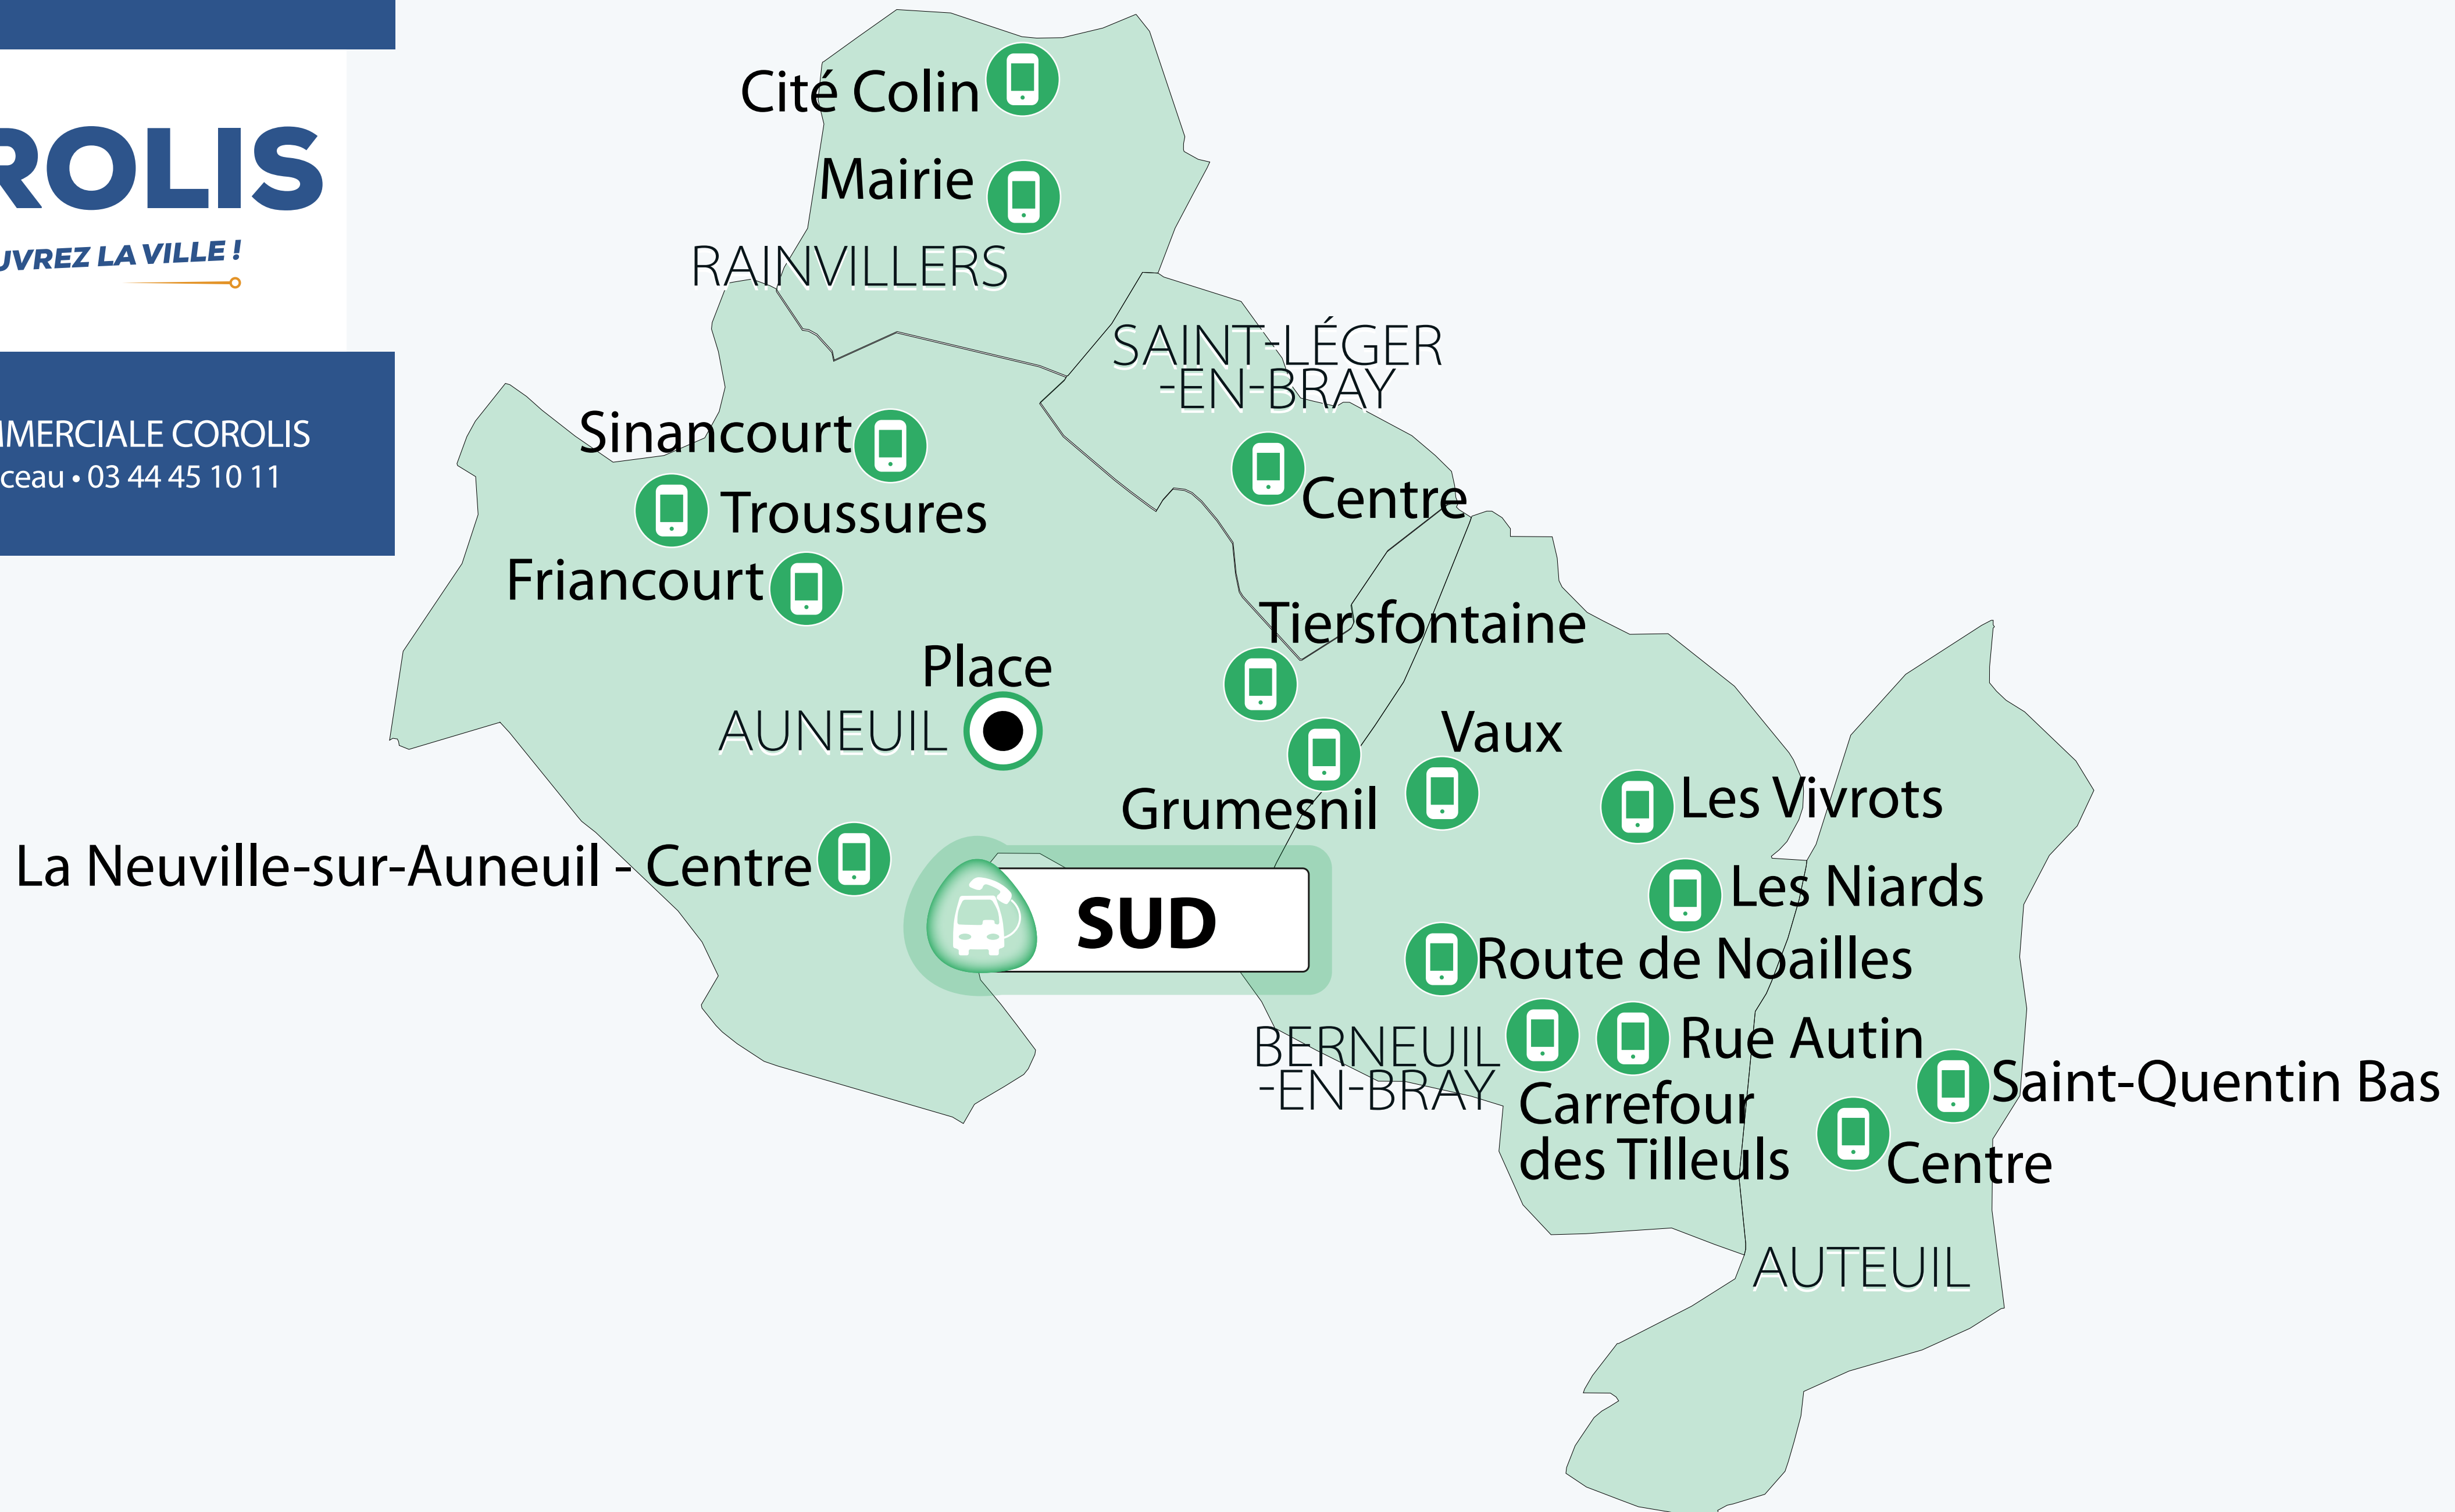 ROLIS
UVREZ LA VILLE !
MMERCIALE COROLIS
ceau • 03 44 45 10 11
Cité Colin
Mairie
RAINVILLERS
SAINT-LÉGER
-EN-BRAY
Sinancourt
Centre
Troussures
Friancourt
Tiersfontaine
Place
AUNEUIL
Vaux
Grumesnil
Les Vivrots
La Neuville-sur-Auneuil - Centre
Les Niards
SUD
Route de Noailles
BERNEUIL
-EN-BRAY
Rue Autin
Carrefour
des Tilleuls
Saint-Quentin Bas
Centre
AUTEUIL